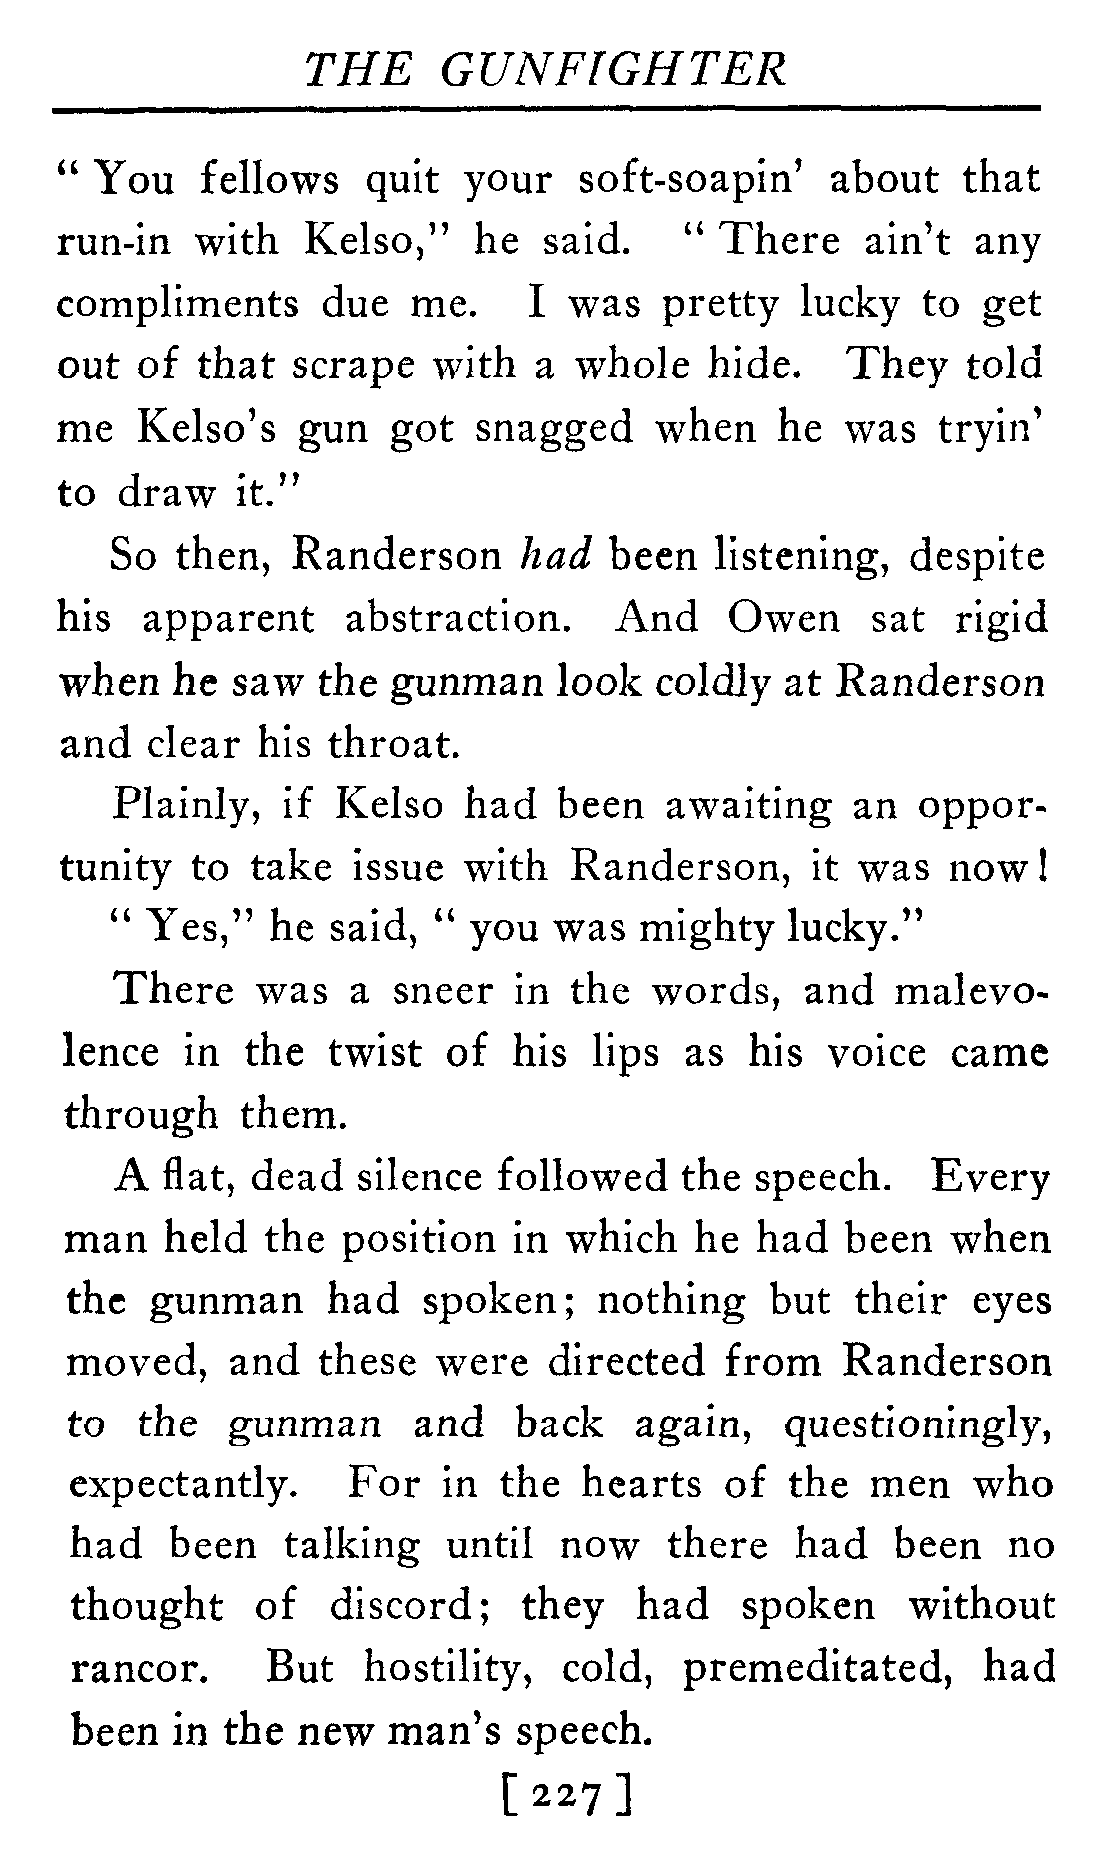 THE GUNFIGHTER
“ You fellows quit your soft-soapin’ about that
run-in with Kelso,” he said. “ There ain’t any
compliments due me. I was pretty lucky to get
out of that scrape with a whole hide. They told
me Kelso’s gun got snagged when he was tryin’
to draw it.”
So then, Randerson had been listening, despite
his apparent abstraction. And Owen sat rigid
when he saw the gunman look coldly at Randerson
and clear his throat.
Plainly, if Kelso had been awaiting an oppor-
tunity to take issue with Randerson, it was now!
“ Yes,” he said, “ you was mighty lucky.”
There was a sneer in the words, and malevo-
lence in the twist of his lips as his voice came
through them.
A flat, dead silence followed the speech. Every
man held the position in which he had been when
the gunman had spoken; nothing but their eyes
moved, and these were directed from Randerson
to the gunman and back again, questioningly,
expectantly. For in the hearts of the men who
had been talking until now there had been no
thought of discord; they had spoken without
rancor. But hostility, cold, premeditated, had
been in the new man’s speech.
[ 227 ]